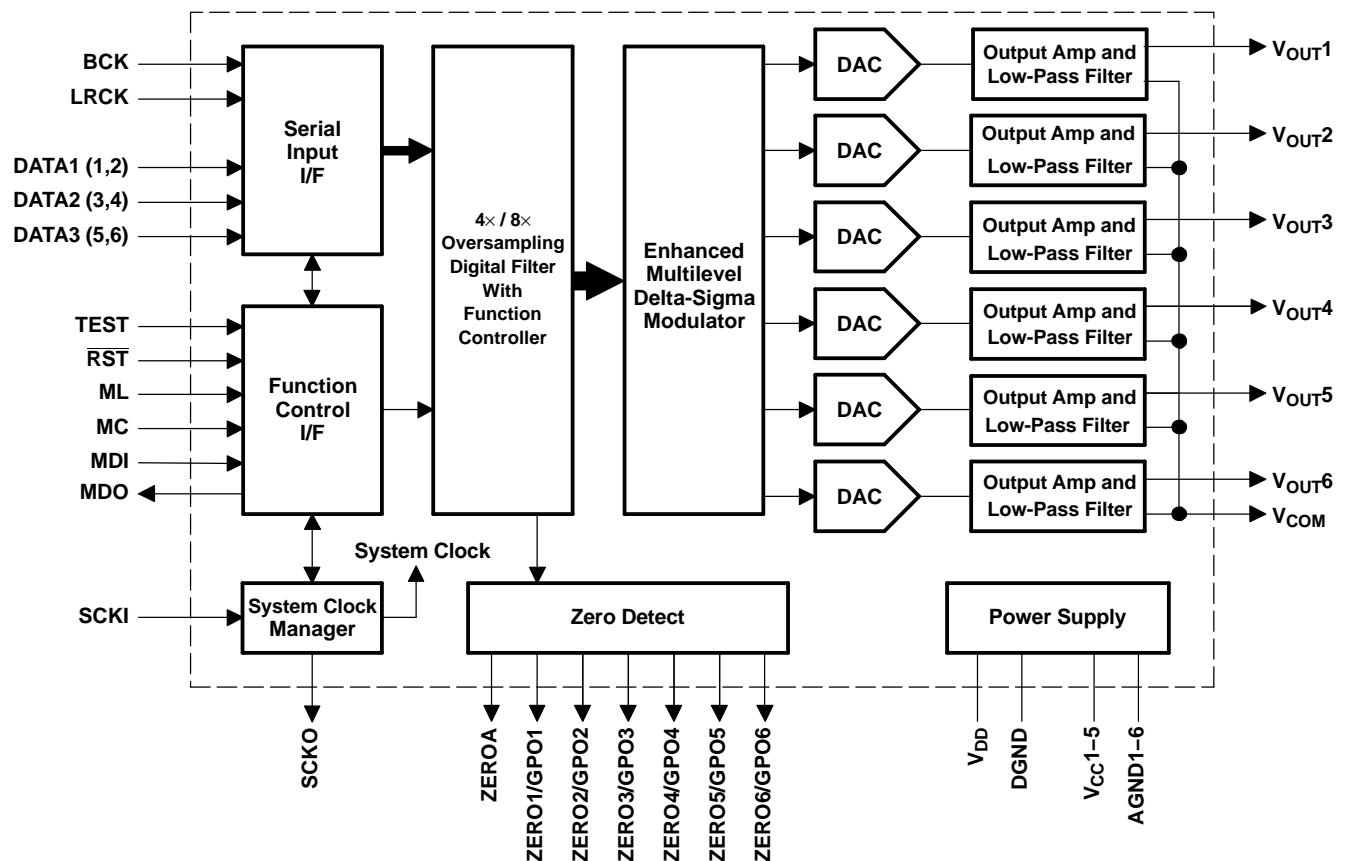 BCK
LRCK
DATA1 (1,2)
DATA2 (3,4)
DATA3 (5,6)
Serial
Input
I/F
TEST
RST
ML
MC
MDI
MDO
Function
Control
I/F
SCKI
System Clock
Manager
System Clock
SCKO
4× / 8×
Oversampling
Digital Filter
With
Function
Controller
Enhanced
Multilevel
Delta-Sigma
Modulator
DAC
Output Amp and
Low-Pass Filter
VOUT1
DAC
Output Amp and
Low-Pass Filter
VOUT2
DAC
Output Amp and
Low-Pass Filter
VOUT3
DAC
Output Amp and
Low-Pass Filter
VOUT4
DAC
Output Amp and
Low-Pass Filter
VOUT5
DAC
Output Amp and
Low-Pass Filter
VOUT6
VCOM
Zero Detect
ZEROA
ZERO1/GPO1
ZERO2/GPO2
ZERO3/GPO3
ZERO4/GPO4
ZERO5/GPO5
ZERO6/GPO6
Power Supply
VDD
DGND
VCC1−5
AGND1−6